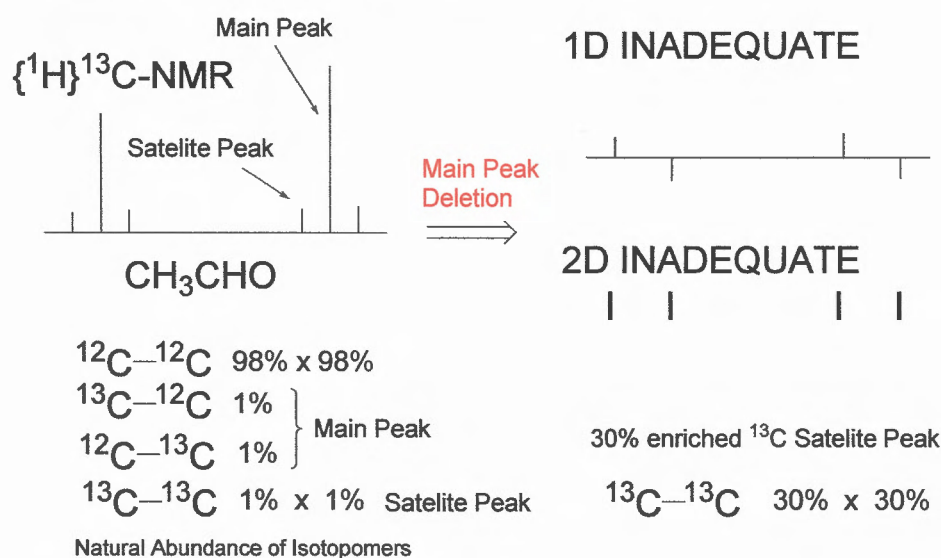 Main Peak
{¹H}¹³C-NMR
Satelite Peak
CH₃CHO
Main Peak
Deletion
1D INADEQUATE
2D INADEQUATE
¹²C—¹²C 98% x 98%
¹³C—¹²C 1%
¹²C—¹³C 1%
Main Peak
¹³C—¹³C 1% x 1% Satelite Peak
Natural Abundance of Isotopomers
30% enriched ¹³C Satelite Peak
¹³C—¹³C 30% x 30%